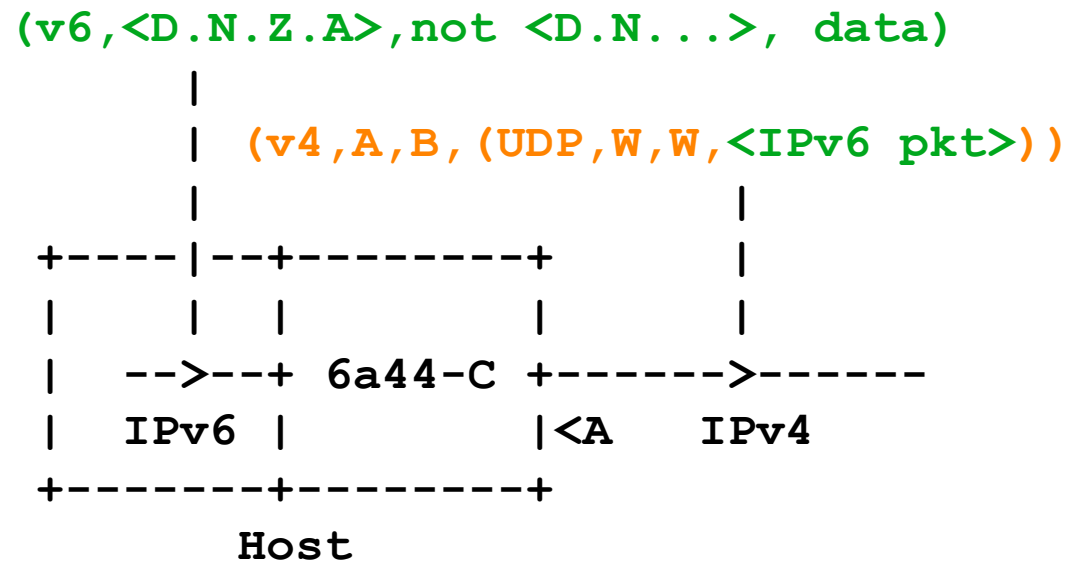 (v6,<D.N.Z.A>,not <D.N...>, data)
|
| (v4,A,B,(UDP,W,W,<IPv6 pkt>))
| |
+----|--+--------+ |
| | | | |
| -->--+ 6a44-C +------>------
| IPv6 | |<A IPv4
+-------+--------+
Host